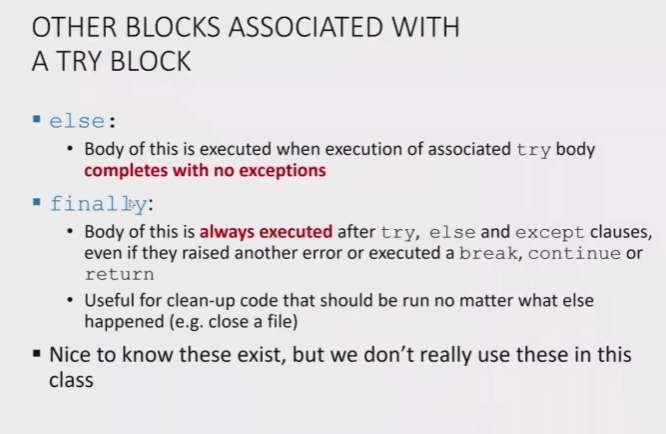 OTHER BLOCKS ASSOCIATED WITH
A TRY BLOCK
▪ else:
• Body of this is executed when execution of associated try body
completes with no exceptions
▪ finally:
• Body of this is always executed after try, else and except clauses,
even if they raised another error or executed a break, continue or
return
• Useful for clean-up code that should be run no matter what else
happened (e.g. close a file)
▪ Nice to know these exist, but we don’t really use these in this
class